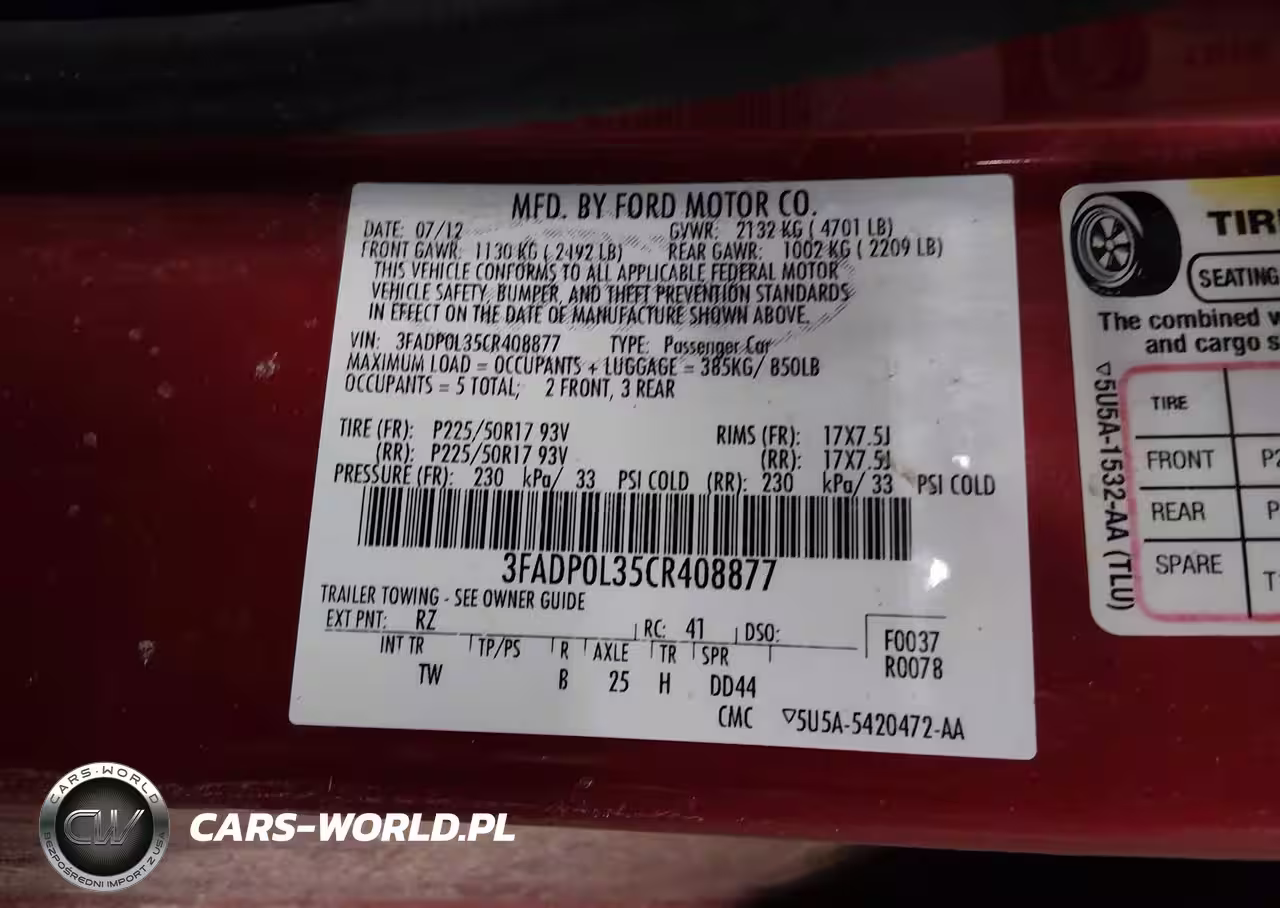 MFD. BY FORD MOTOR CO.
DATE: 07/12 GVWR: 2132 KG ( 4701 LB)
FRONT GAWR: 1130 KG ( 2492 LB) REAR GAWR: 1002 KG ( 2209 LB)
THIS VEHICLE CONFORMS TO ALL APPLICABLE FEDERAL MOTOR
VEHICLE SAFETY, BUMPER, AND THEFT PREVENTION STANDARDS
IN EFFECT ON THE DATE OF MANUFACTURE SHOWN ABOVE.
VIN: 3FADP0L35CR408877 TYPE: Passenger Car
MAXIMUM LOAD = OCCUPANTS + LUGGAGE = 385KG/ 850LB
OCCUPANTS = 5 TOTAL; 2 FRONT, 3 REAR
TIRE (FR): P225/50R17 93V RIMS (FR): 17X7.5J
(RR): P225/50R17 93V (RR): 17X7.5J
PRESSURE (FR): 230 kPa/ 33 PSI COLD (RR): 230 kPa/ 33 PSI COLD
3FADP0L35CR408877
TRAILER TOWING - SEE OWNER GUIDE
EXT PNT: RZ RC: 41 DSO: F0037
INT TR TP/PS R AXLE TR SPR R0078
TW B 25 H DD44
CMC ▽5U5A-5420472-AA
TIR
SEATING
The combined w
and cargo s
▽5U5A-1532-AA (TLU)
TIRE
FRONT P2
REAR P
SPARE T
CARS-WORLD
CW
BEZPOŚREDNI IMPORT Z USA
CARS-WORLD.PL